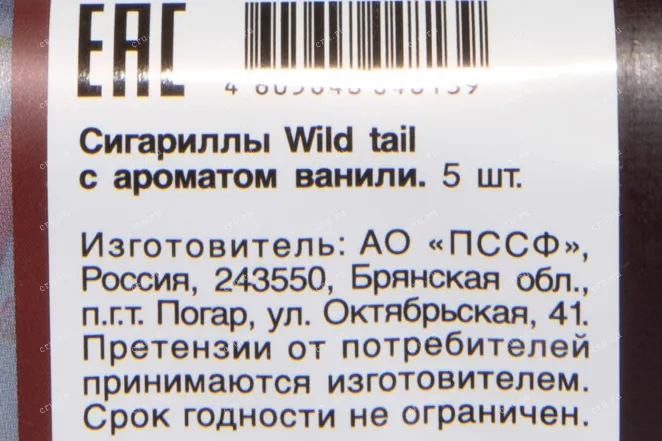 EAC
Сигариллы Wild tail
с ароматом ванили. 5 шт.
Изготовитель: АО «ПССФ»,
Россия, 243550, Брянская обл.,
п.г.т. Погар, ул. Октябрьская, 41.
Претензии от потребителей
принимаются изготовителем.
Срок годности не ограничен.